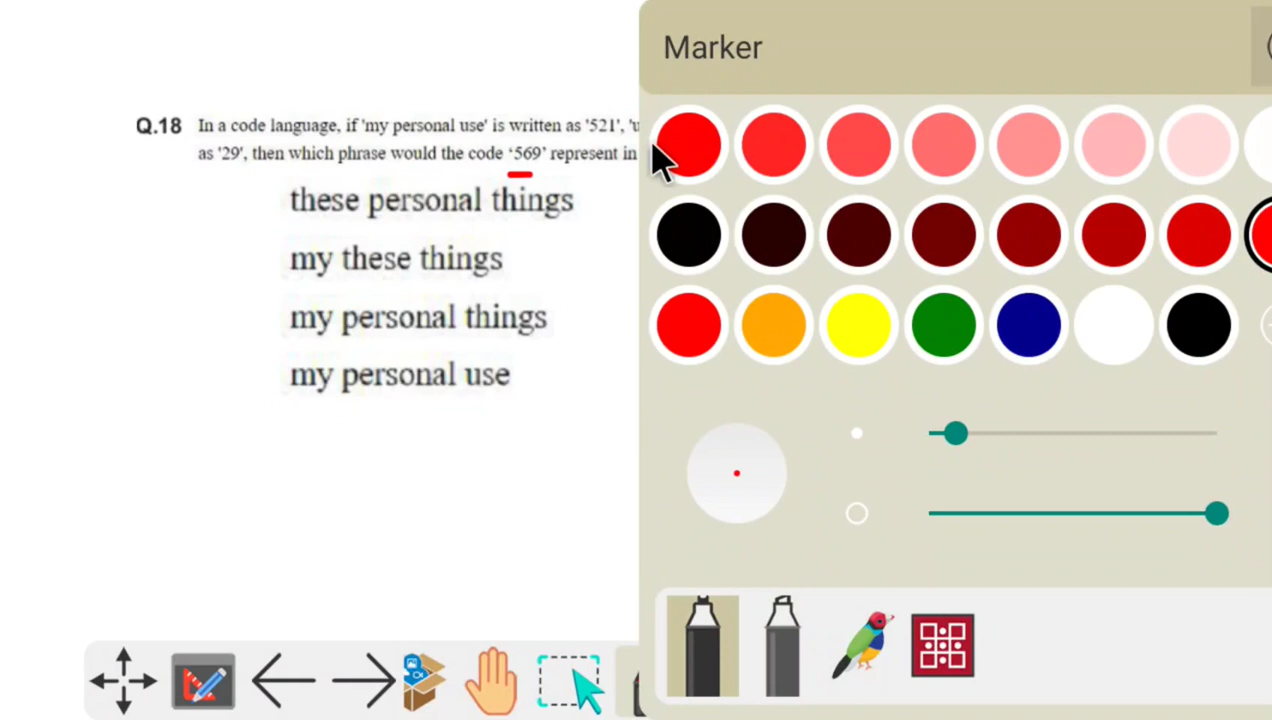 Marker
Q.18 In a code language, if 'my personal use' is written as '521', 'u
as '29', then which phrase would the code ‘569’ represent in
these personal things
my these things
my personal things
my personal use